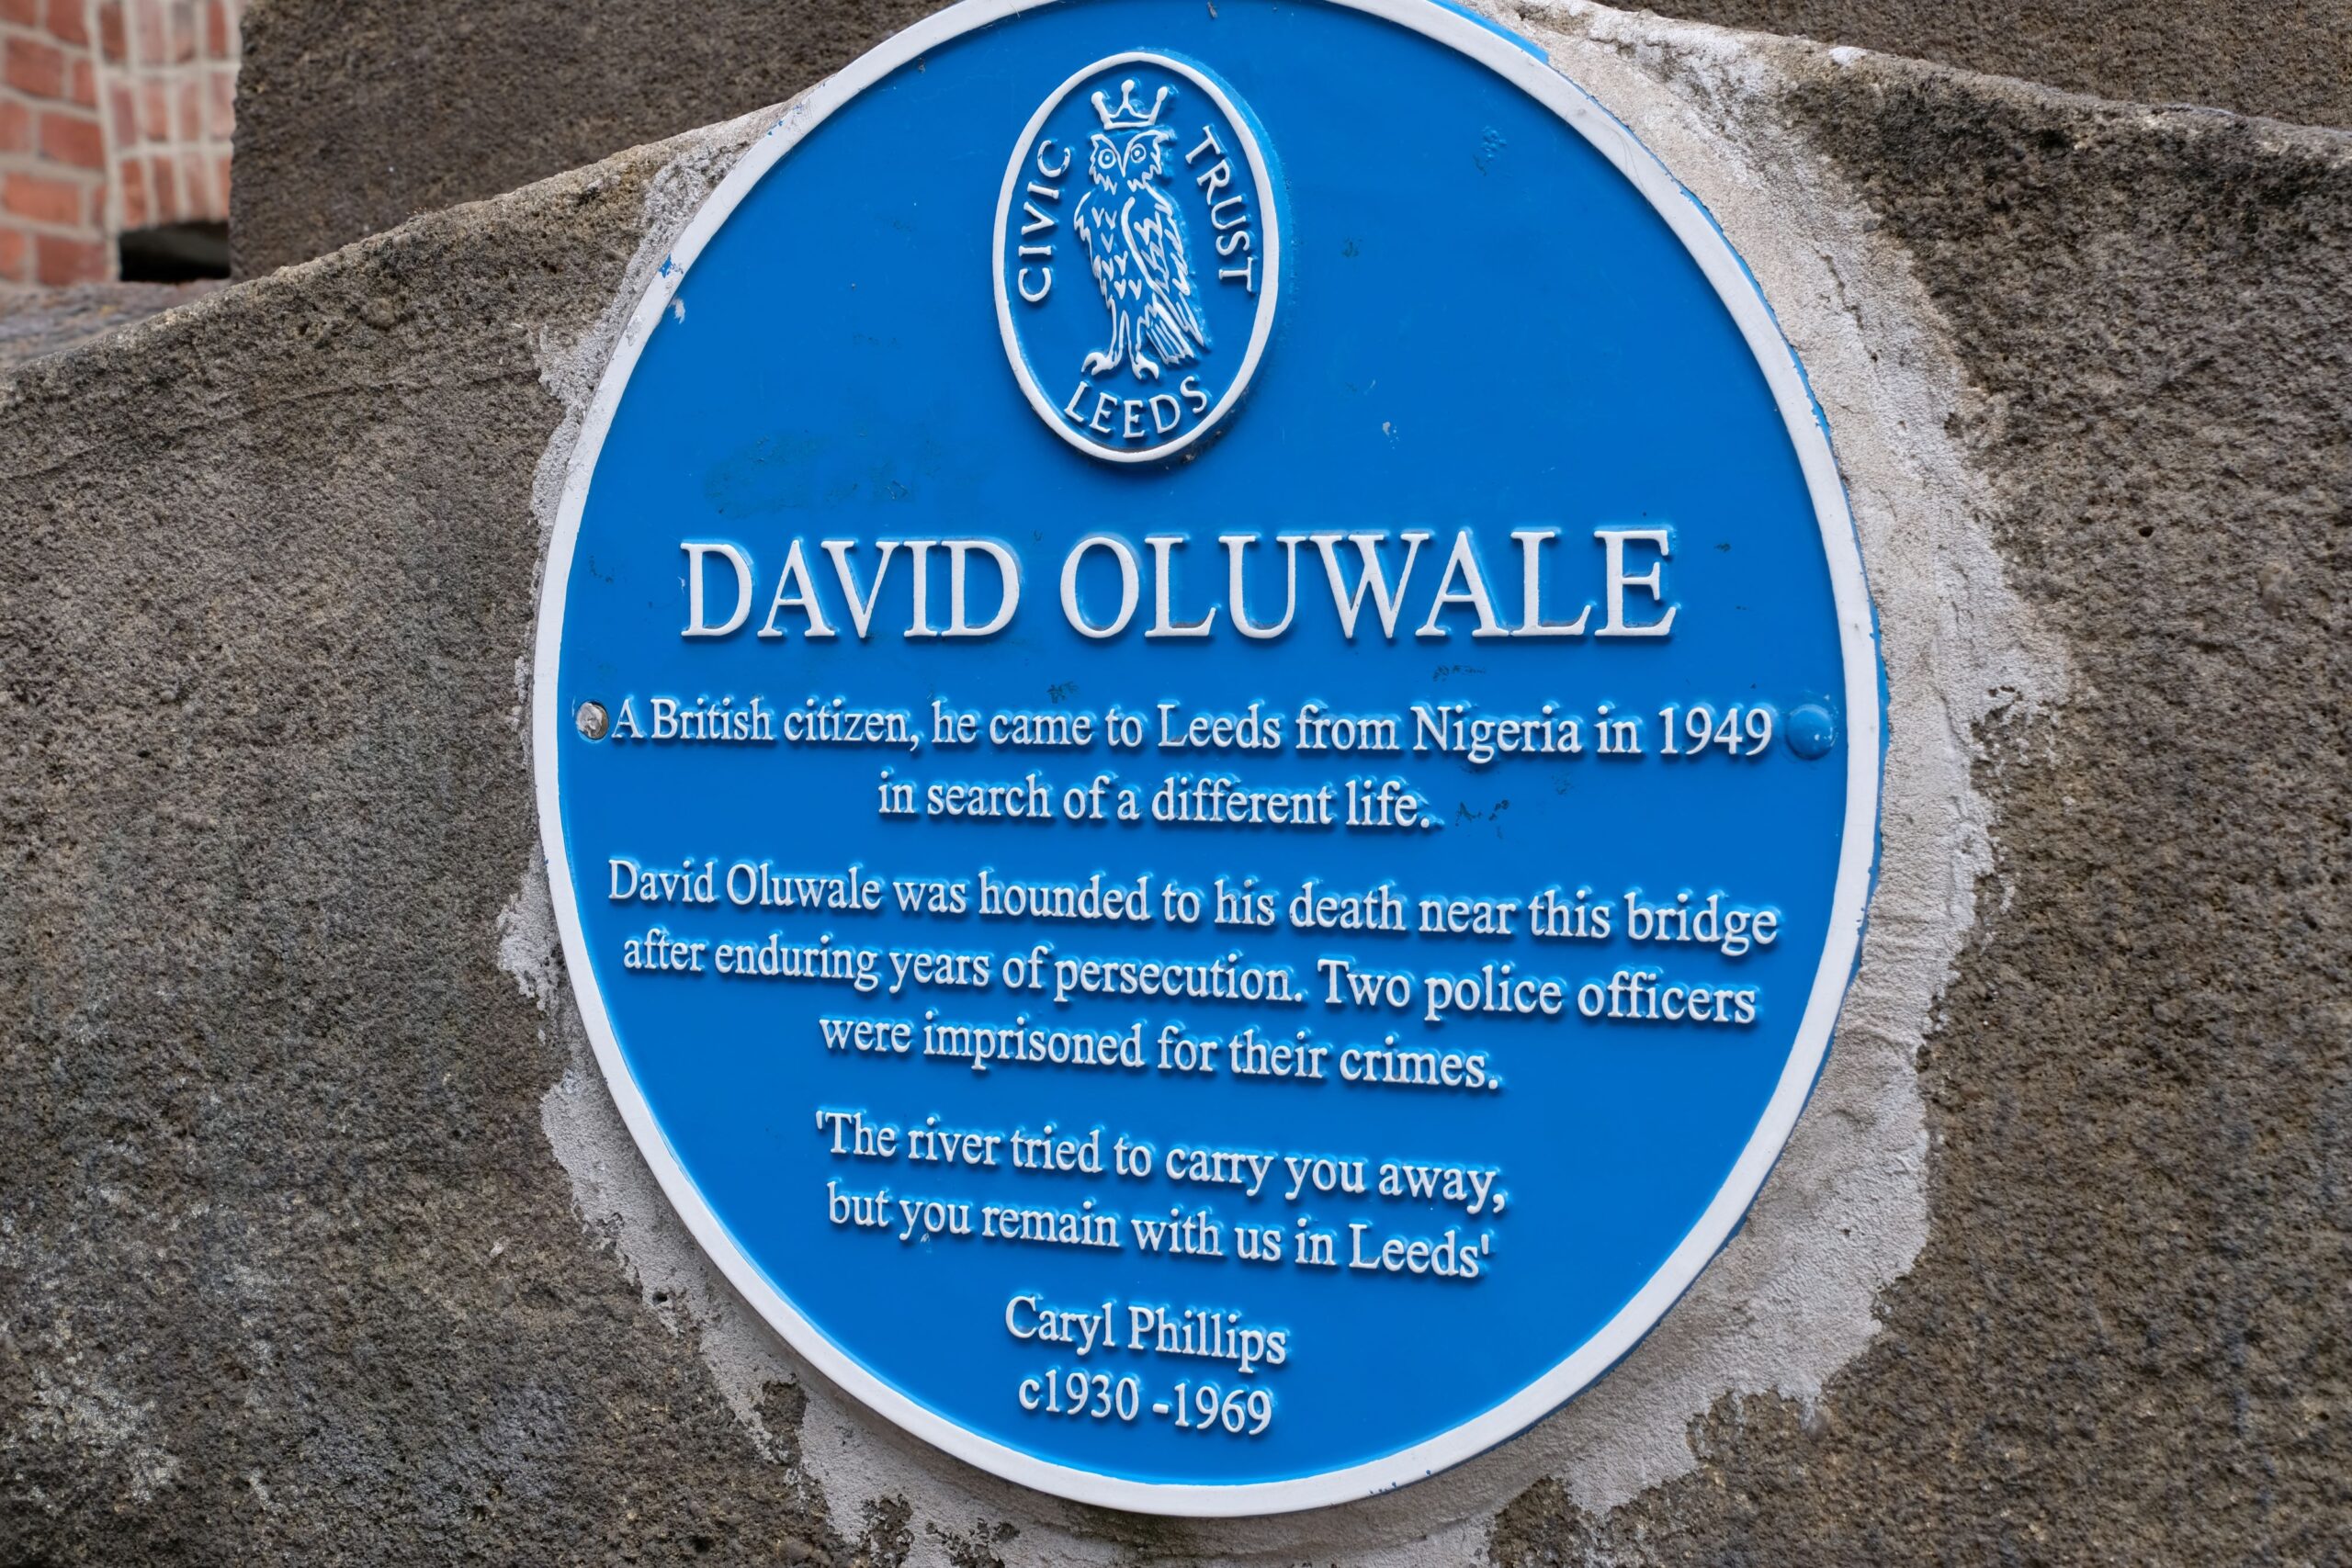 CIVIC TRUST
LEEDS
DAVID OLUWALE
A British citizen, he came to Leeds from Nigeria in 1949
in search of a different life.
David Oluwale was hounded to his death near this bridge
after enduring years of persecution. Two police officers
were imprisoned for their crimes.
'The river tried to carry you away,
but you remain with us in Leeds'
Caryl Phillips
c1930 -1969